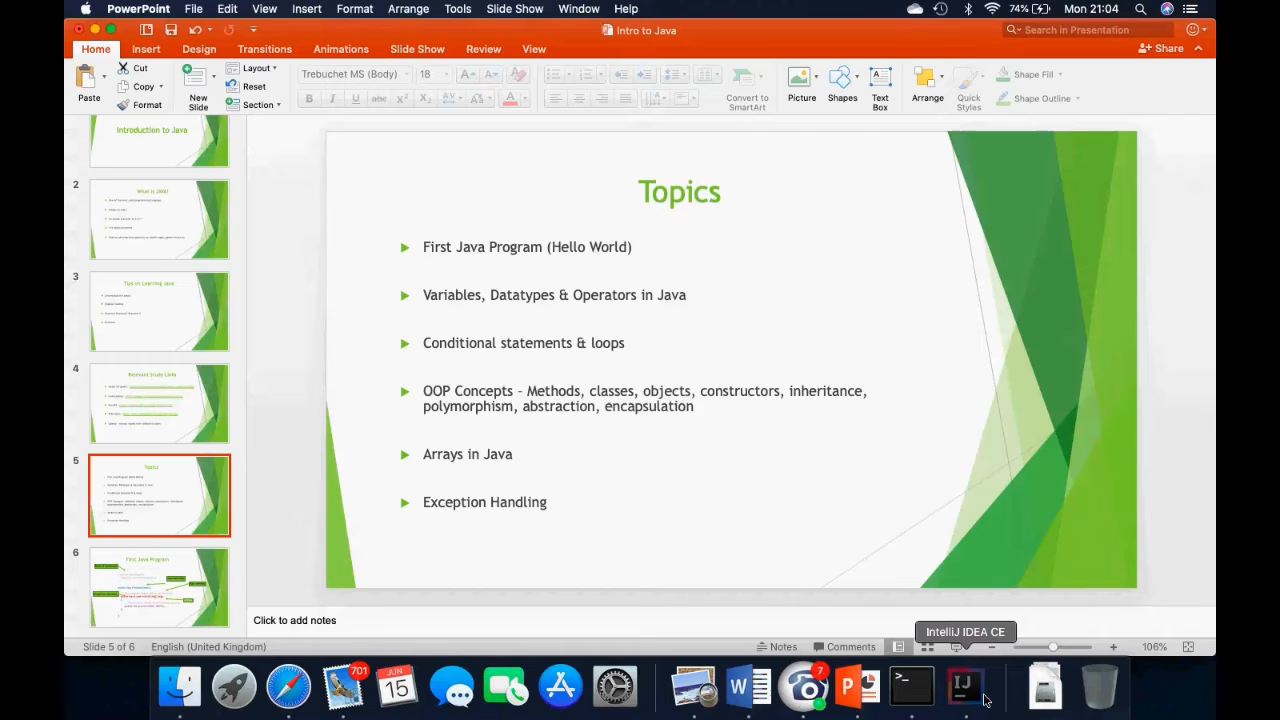 PowerPoint File Edit View Insert Format Arrange Tools Slide Show Window Help 74% Mon 21:04
Intro to Java Search in Presentation
Home Insert Design Transitions Animations Slide Show Review View Share
Paste Cut Copy Format
New Slide Layout Reset Section
Trebuchet MS (Body) 18
Convert to SmartArt
Picture Shapes Text Box Arrange Quick Styles
Shape Fill
Shape Outline
Introduction to Java
2
What is JAVA?
3
Tips on Learning Java
4
5
Topics
6
First Java Program
Topics
First Java Program (Hello World)
Variables, Datatypes & Operators in Java
Conditional statements & loops
OOP Concepts - Methods, classes, objects, constructors, inheritance,
polymorphism, abstraction, encapsulation
Arrays in Java
Exception Handling
Click to add notes
IntelliJ IDEA CE
Slide 5 of 6 English (United Kingdom) Notes Comments 106%
701
JUN
15
7
W
P
>_
IJ